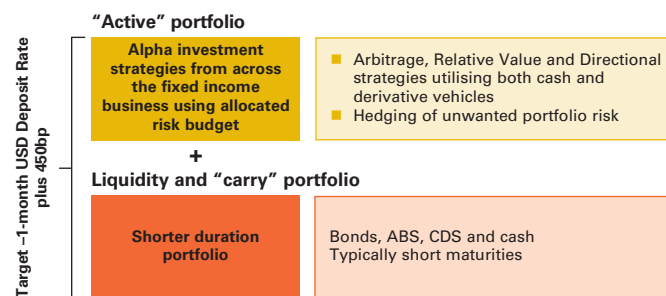 Target –1-month USD Deposit Rate
plus 450bp
“Active” portfolio
Alpha investment
strategies from across
the fixed income
business using allocated
risk budget
■ Arbitrage, Relative Value and Directional
strategies utilising both cash and
derivative vehicles
■ Hedging of unwanted portfolio risk
+
Liquidity and “carry” portfolio
Shorter duration
portfolio
Bonds, ABS, CDS and cash
Typically short maturities